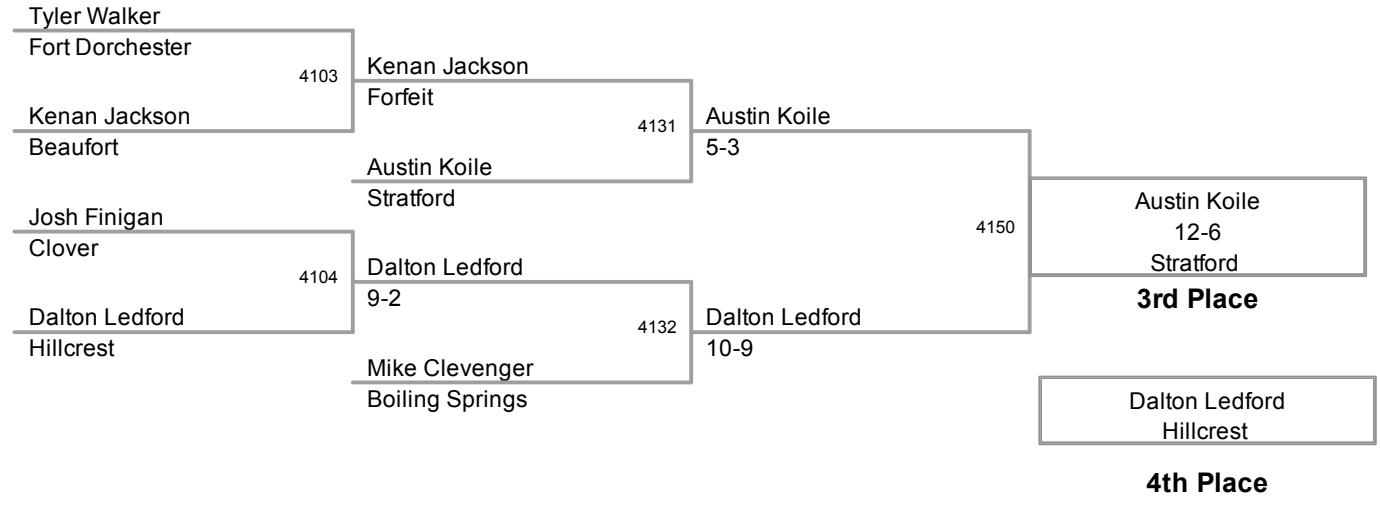 Tyler Walker
Fort Dorchester
4103
Kenan Jackson
Beaufort
Josh Finigan
Clover
4104
Dalton Ledford
Hillcrest
Kenan Jackson
Forfeit
4131
Austin Koile
Stratford
Dalton Ledford
9-2
4132
Mike Clevenger
Boiling Springs
Austin Koile
5-3
4150
Dalton Ledford
10-9
Austin Koile
12-6
Stratford
3rd Place
Dalton Ledford
Hillcrest
4th Place